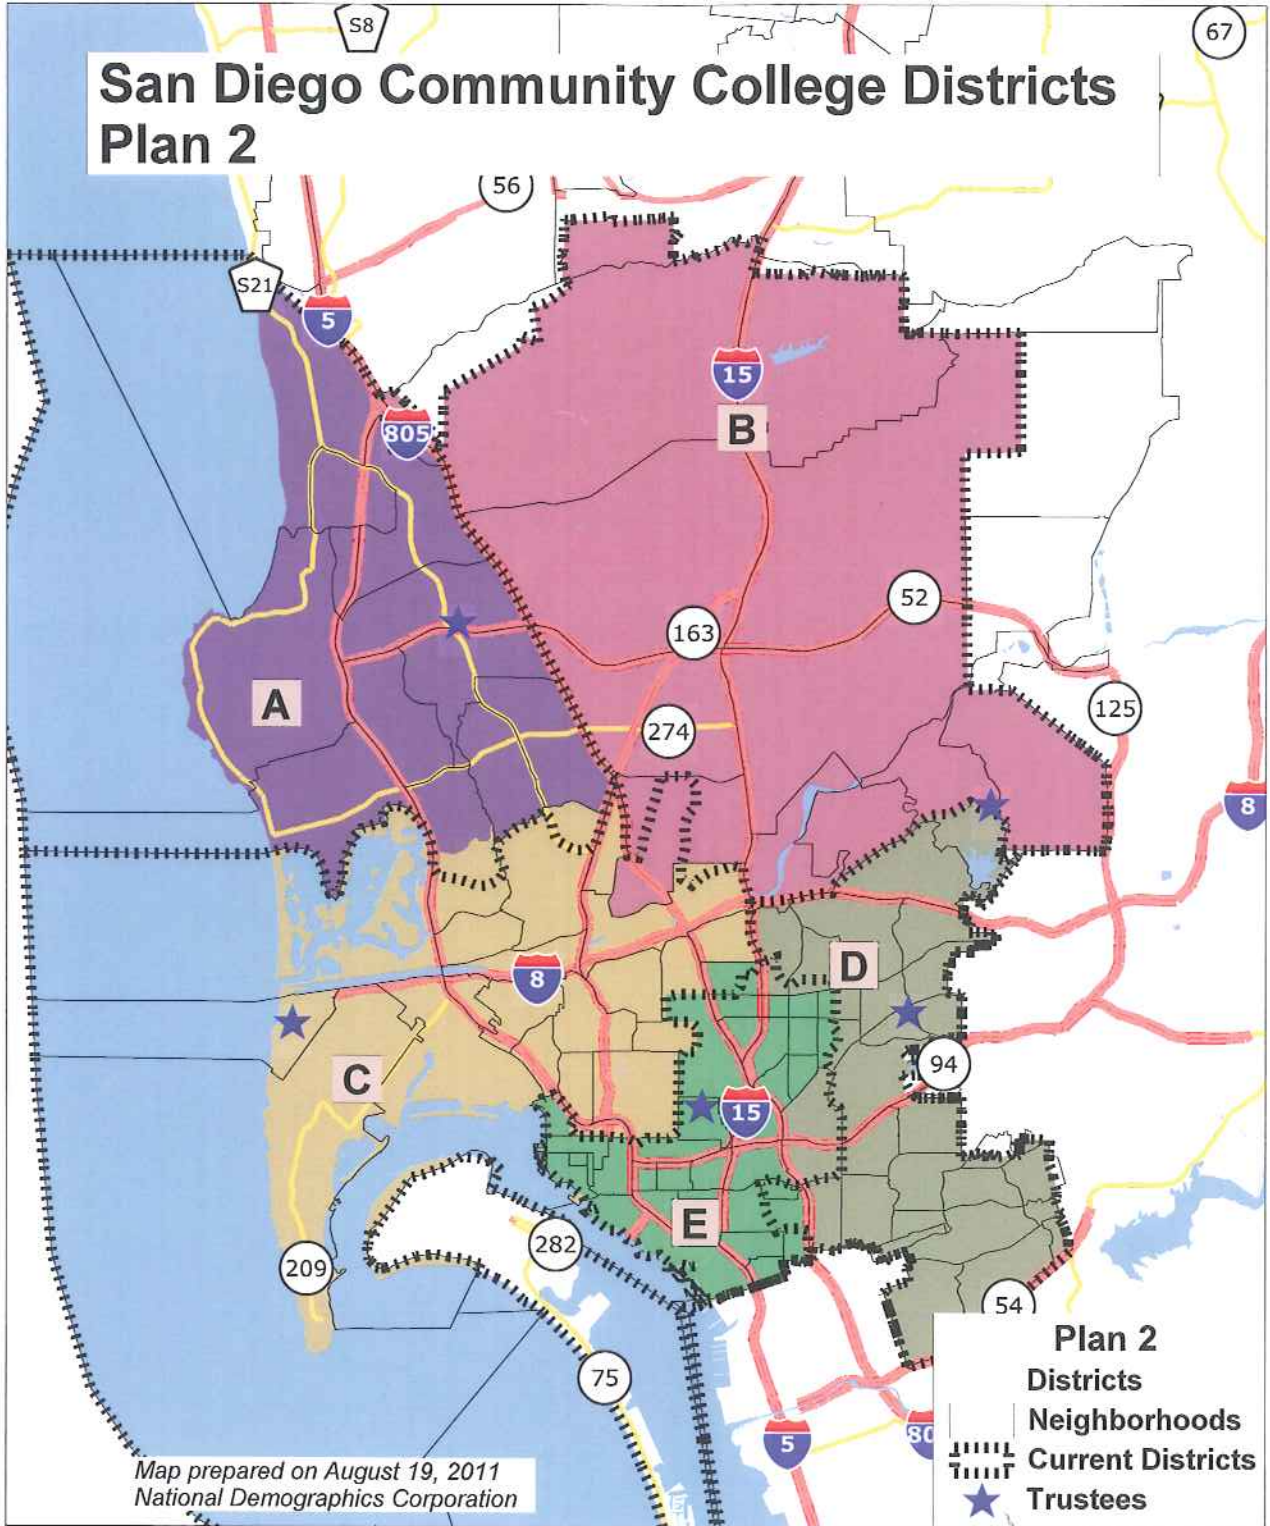 S8
67
San Diego Community College Districts
Plan 2
56
S21
5
15
805
B
52
163
A
274
125
8
D
8
C
94
15
E
282
209
54
75
5
80
Plan 2
Districts
Neighborhoods
Current Districts
Trustees
Map prepared on August 19, 2011
National Demographics Corporation